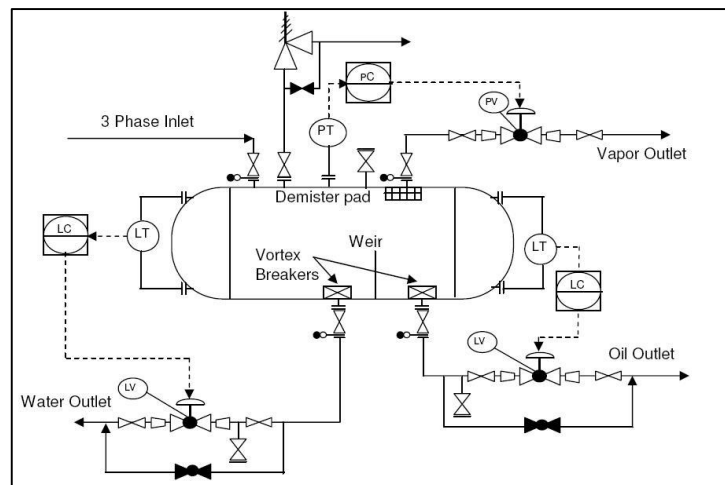 PC
PV
3 Phase Inlet
PT
Vapor Outlet
Demister pad
LC
LT
Vortex
Breakers
Weir
LT
LC
LV
Oil Outlet
LV
Water Outlet